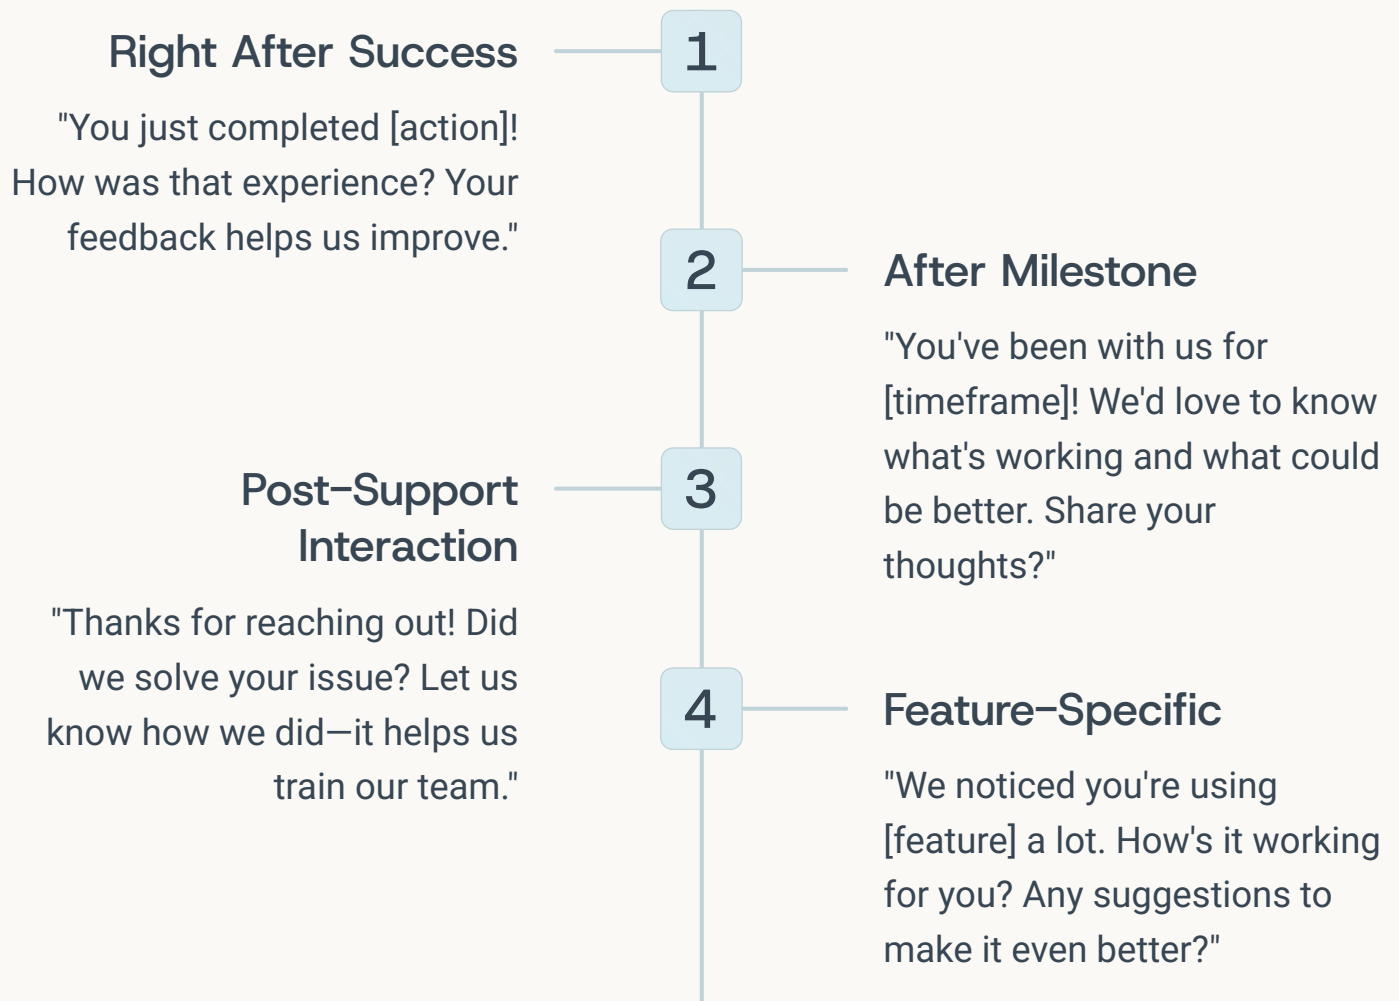 1
Right After Success
"You just completed [action]!
How was that experience? Your
feedback helps us improve."
2
After Milestone
"You've been with us for
[timeframe]! We'd love to know
what's working and what could
be better. Share your
thoughts?"
3
Post-Support
Interaction
"Thanks for reaching out! Did
we solve your issue? Let us
know how we did—it helps us
train our team."
4
Feature-Specific
"We noticed you're using
[feature] a lot. How's it working
for you? Any suggestions to
make it even better?"